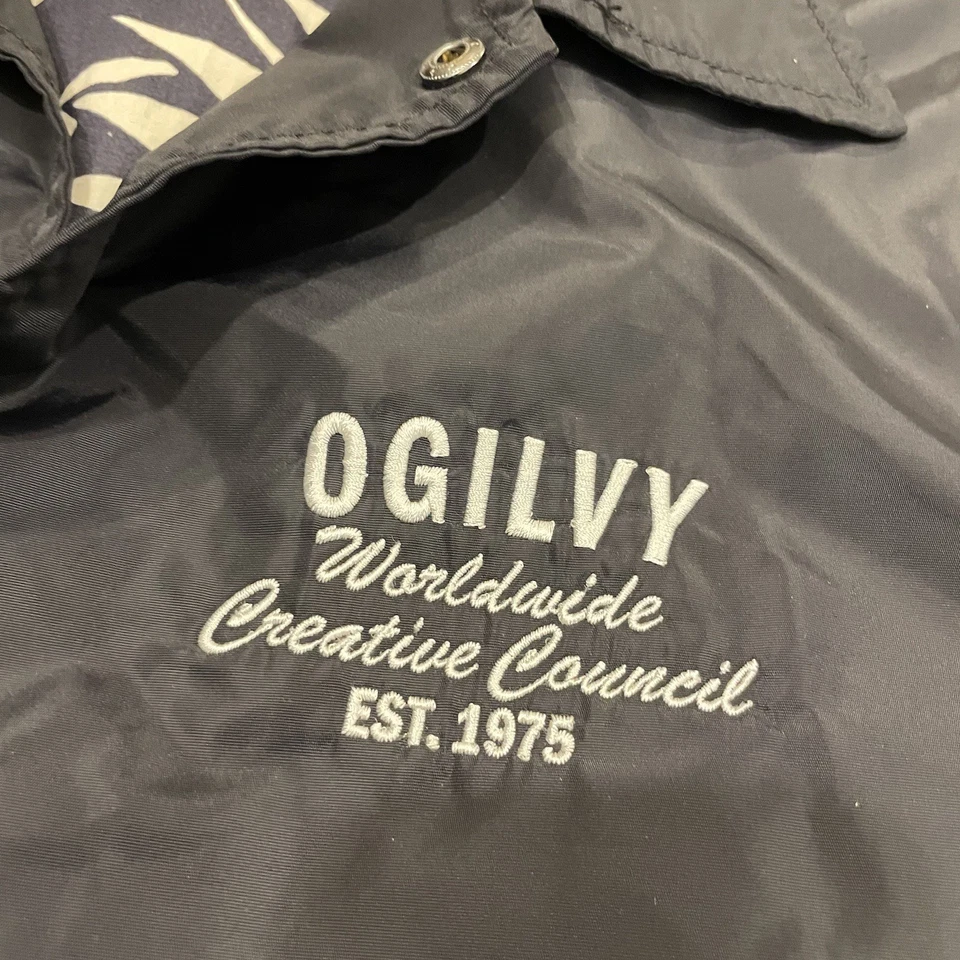 OGILVY
Worldwide
Creative Council
EST. 1975